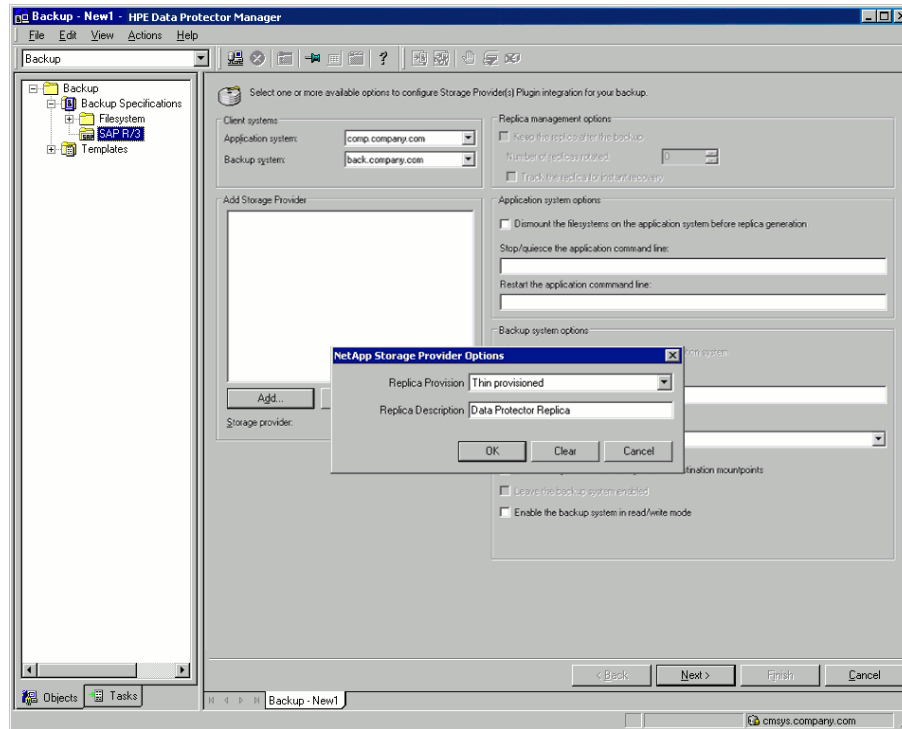 Backup - New1 - HPE Data Protector Manager
File Edit View Actions Help
Backup
Backup
Backup Specifications
Filesystem
SAP R/3
Templates
Select one or more available options to configure Storage Provider(s) Plugin integration for your backup.
Client systems
Application system: comp.company.com
Backup system: back.company.com
Replica management options
Keep the replica after the backup
Number of replicas rotated: 0
Track the replica for instant recovery
Add Storage Provider
Add...
Storage provider:
Application system options
Dismount the filesystems on the application system before replica generation
Stop/quiesce the application command line:
Restart the application commmand line:
Backup system options
tion system
NetApp Storage Provider Options
Replica Provision Thin provisioned
Replica Description Data Protector Replica
OK Clear Cancel
tination mountpoints
Leave the backup system enabled
Enable the backup system in read/write mode
< Back Next > Finish Cancel
Objects Tasks
Backup - New1
cmsys.company.com